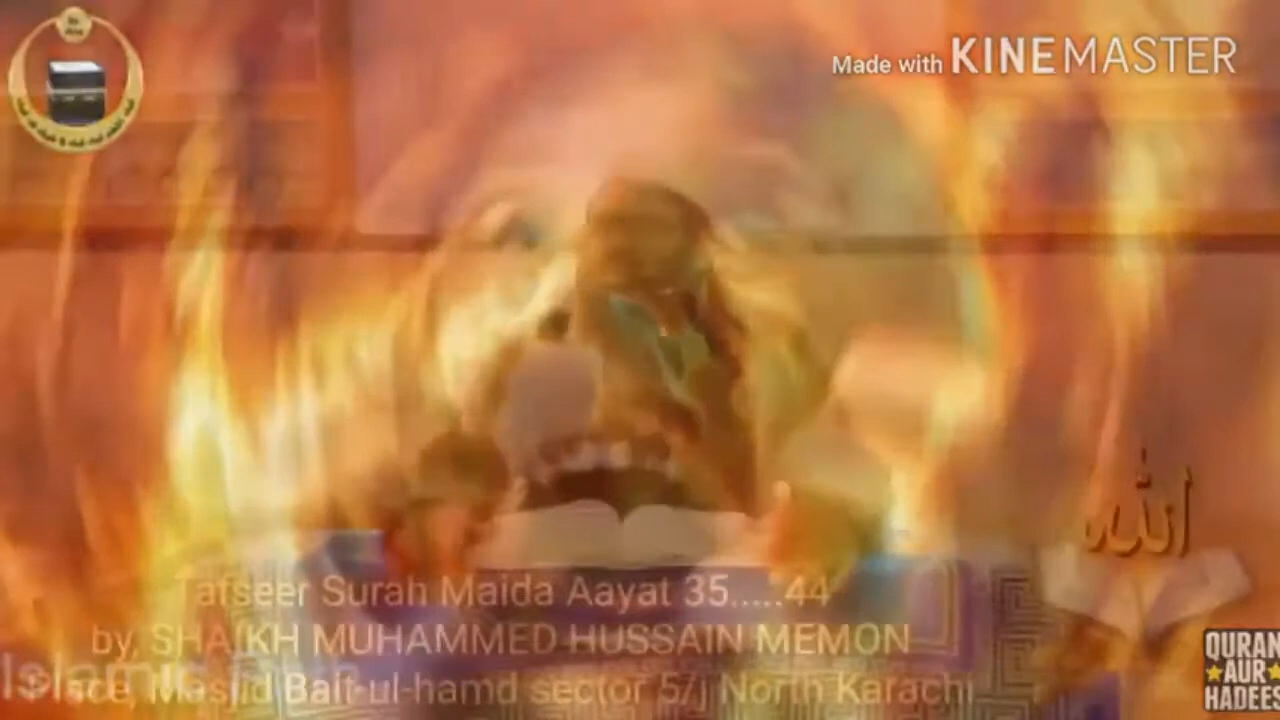 Made with KINEMASTER
Tafseer Surah Maida Aayat 35.....44
by, SHAIKH MUHAMMED HUSSAIN MEMON
Place, Masjid Bait-ul-hamd sector 5/j North Karachi
Islamic
الله
QURAN
AUR
HADEES